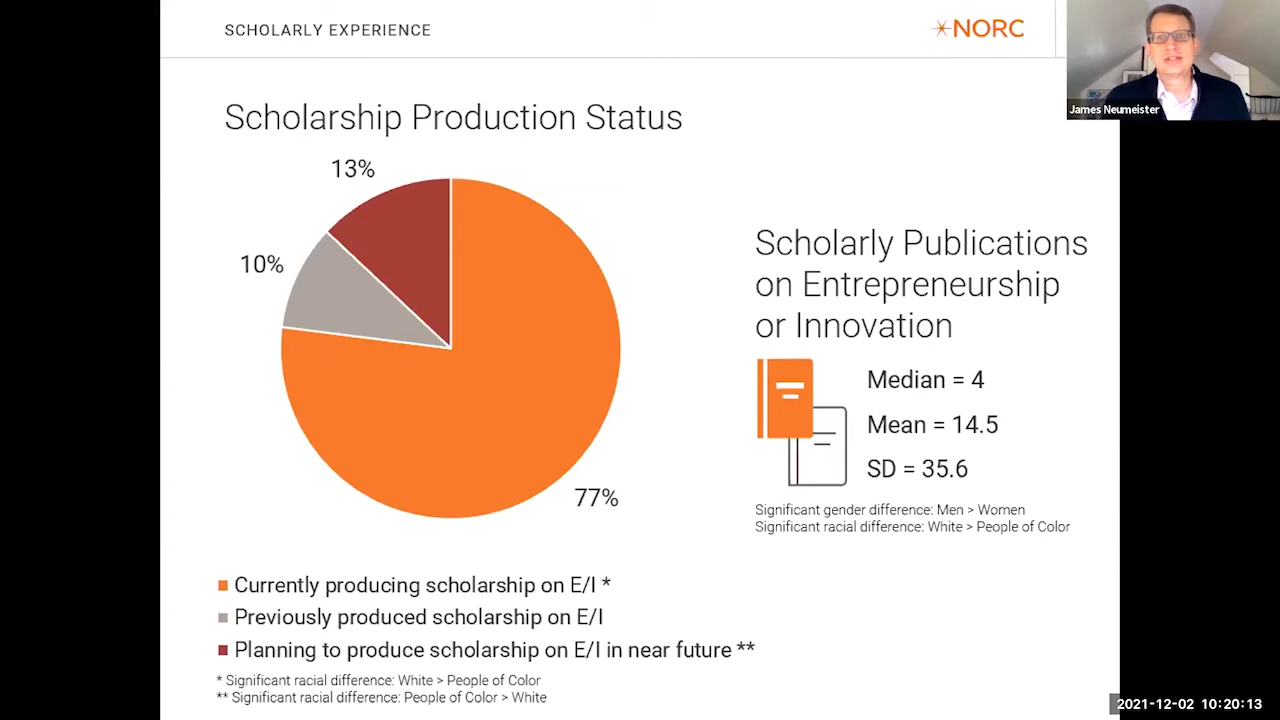 SCHOLARLY EXPERIENCE
NORC
James Neumeister
Scholarship Production Status
13%
10%
77%
Scholarly Publications
on Entrepreneurship
or Innovation
Median = 4
Mean = 14.5
SD = 35.6
Significant gender difference: Men > Women
Significant racial difference: White > People of Color
Currently producing scholarship on E/I *
Previously produced scholarship on E/I
Planning to produce scholarship on E/I in near future **
* Significant racial difference: White > People of Color
** Significant racial difference: People of Color > White
2021-12-02 10:20:13